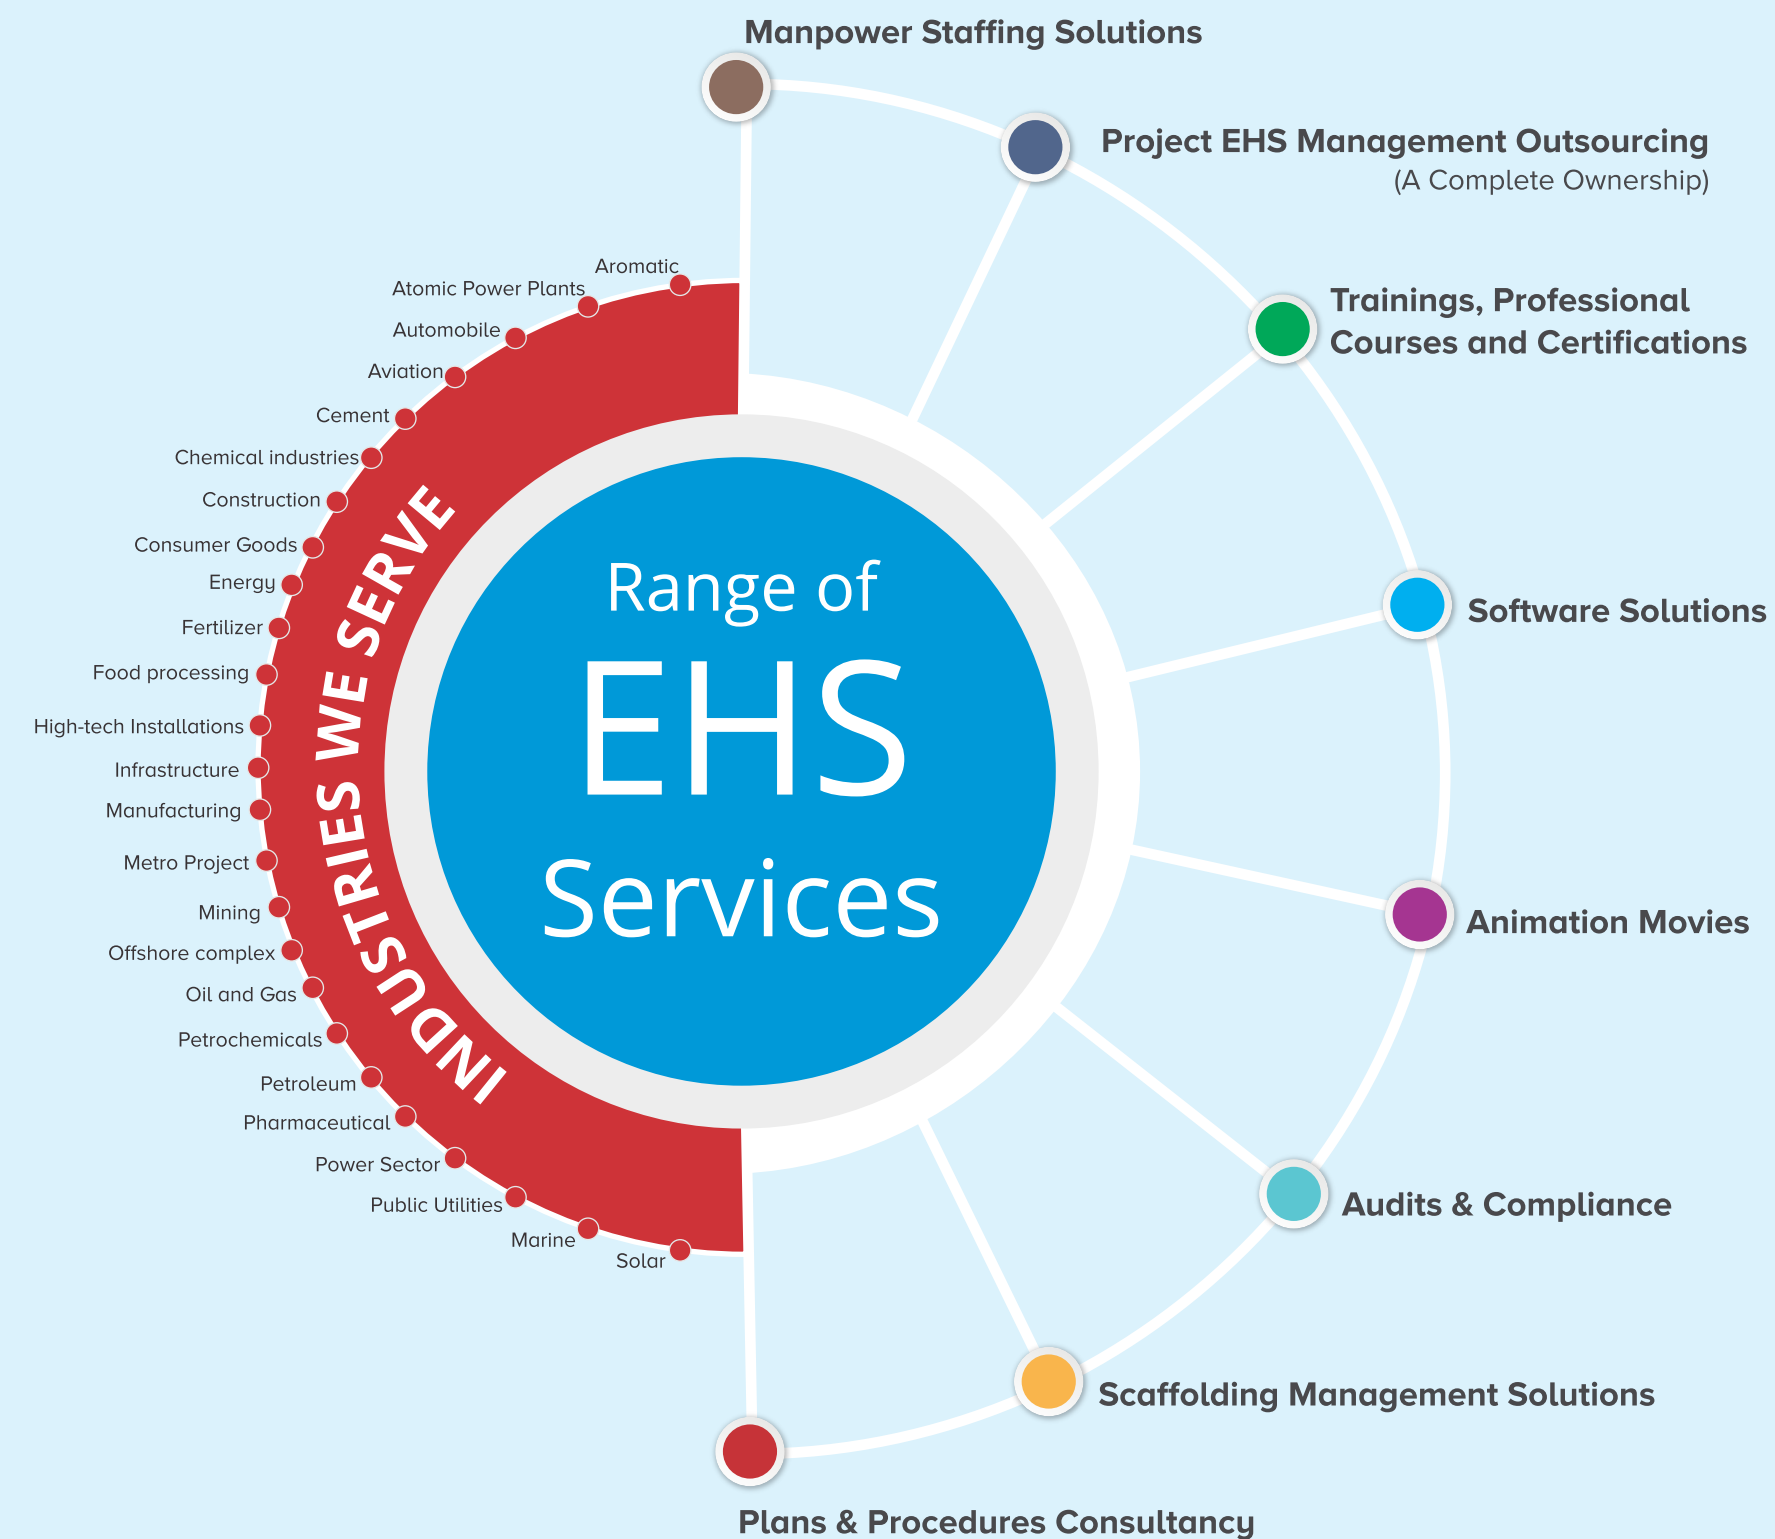 Manpower Staffing Solutions
Project EHS Management Outsourcing
(A Complete Ownership)
Trainings, Professional
Courses and Certifications
Software Solutions
Animation Movies
Audits & Compliance
Scaffolding Management Solutions
Plans & Procedures Consultancy
Range of
EHS
Services
INDUSTRIES WE SERVE
Aromatic
Atomic Power Plants
Automobile
Aviation
Cement
Chemical industries
Construction
Consumer Goods
Energy
Fertilizer
Food processing
High-tech Installations
Infrastructure
Manufacturing
Metro Project
Mining
Offshore complex
Oil and Gas
Petrochemicals
Petroleum
Pharmaceutical
Power Sector
Public Utilities
Marine
Solar